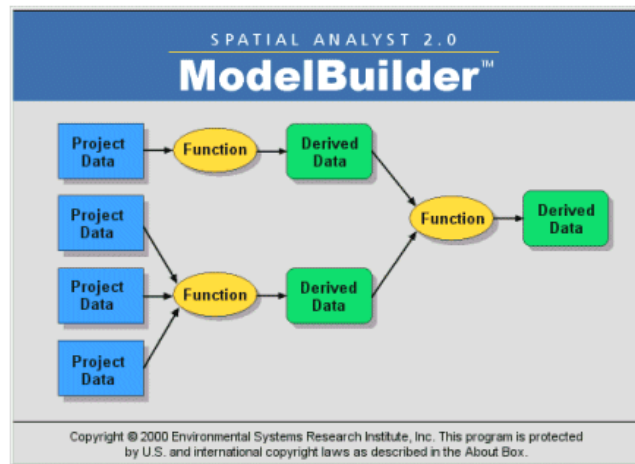 SPATIAL ANALYST 2.0
ModelBuilder™
Project
Data
Function
Derived
Data
Project
Data
Function
Derived
Data
Project
Data
Function
Derived
Data
Project
Data
Copyright © 2000 Environmental Systems Research Institute, Inc. This program is protected
by U.S. and international copyright laws as described in the About Box.